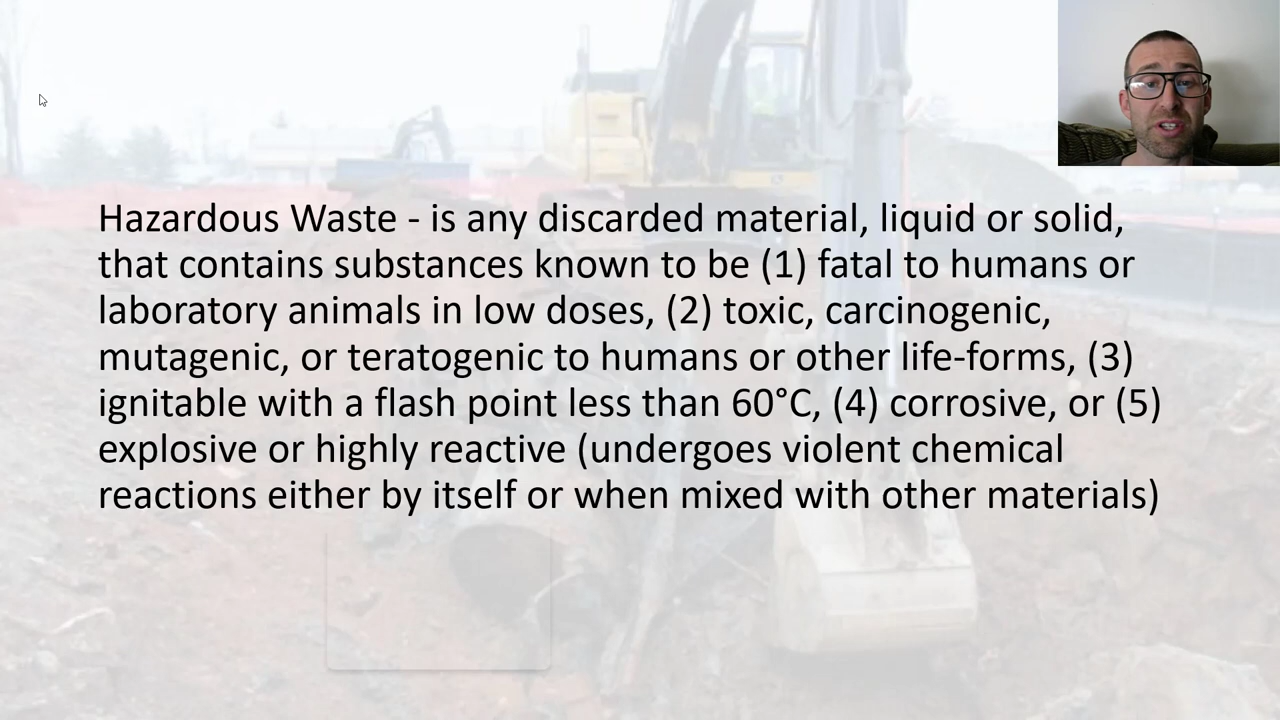 Hazardous Waste - is any discarded material, liquid or solid,
that contains substances known to be (1) fatal to humans or
laboratory animals in low doses, (2) toxic, carcinogenic,
mutagenic, or teratogenic to humans or other life-forms, (3)
ignitable with a flash point less than 60°C, (4) corrosive, or (5)
explosive or highly reactive (undergoes violent chemical
reactions either by itself or when mixed with other materials)